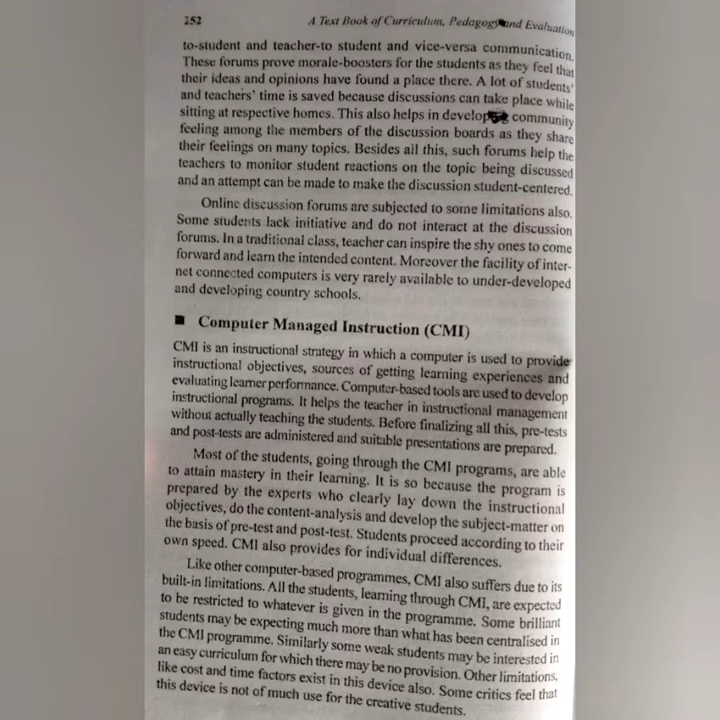 252
A Text Book of Curriculum, Pedagogy and Evaluation
to-student and teacher-to student and vice-versa communication.
These forums prove morale-boosters for the students as they feel that
their ideas and opinions have found a place there. A lot of students'
and teachers' time is saved because discussions can take place while
sitting at respective homes. This also helps in developing community
feeling among the members of the discussion boards as they share
their feelings on many topics. Besides all this, such forums help the
teachers to monitor student reactions on the topic being discussed
and an attempt can be made to make the discussion student-centered.
Online discussion forums are subjected to some limitations also.
Some students lack initiative and do not interact at the discussion
forums. In a traditional class, teacher can inspire the shy ones to come
forward and learn the intended content. Moreover the facility of inter-
net connected computers is very rarely available to under-developed
and developing country schools.
■ Computer Managed Instruction (CMI)
CMI is an instructional strategy in which a computer is used to provide
instructional objectives, sources of getting learning experiences and
evaluating learner performance. Computer-based tools are used to develop
instructional programs. It helps the teacher in instructional management
without actually teaching the students. Before finalizing all this, pre-tests
and post-tests are administered and suitable presentations are prepared.
Most of the students, going through the CMI programs, are able
to attain mastery in their learning. It is so because the program is
prepared by the experts who clearly lay down the instructional
objectives, do the content-analysis and develop the subject-matter on
the basis of pre-test and post-test. Students proceed according to their
own speed. CMI also provides for individual differences.
Like other computer-based programmes, CMI also suffers due to its
built-in limitations. All the students, learning through CMI, are expected
to be restricted to whatever is given in the programme. Some brilliant
students may be expecting much more than what has been centralised in
the CMI programme. Similarly some weak students may be interested in
an easy curriculum for which there may be no provision. Other limitations,
like cost and time factors exist in this device also. Some critics feel that
this device is not of much use for the creative students.